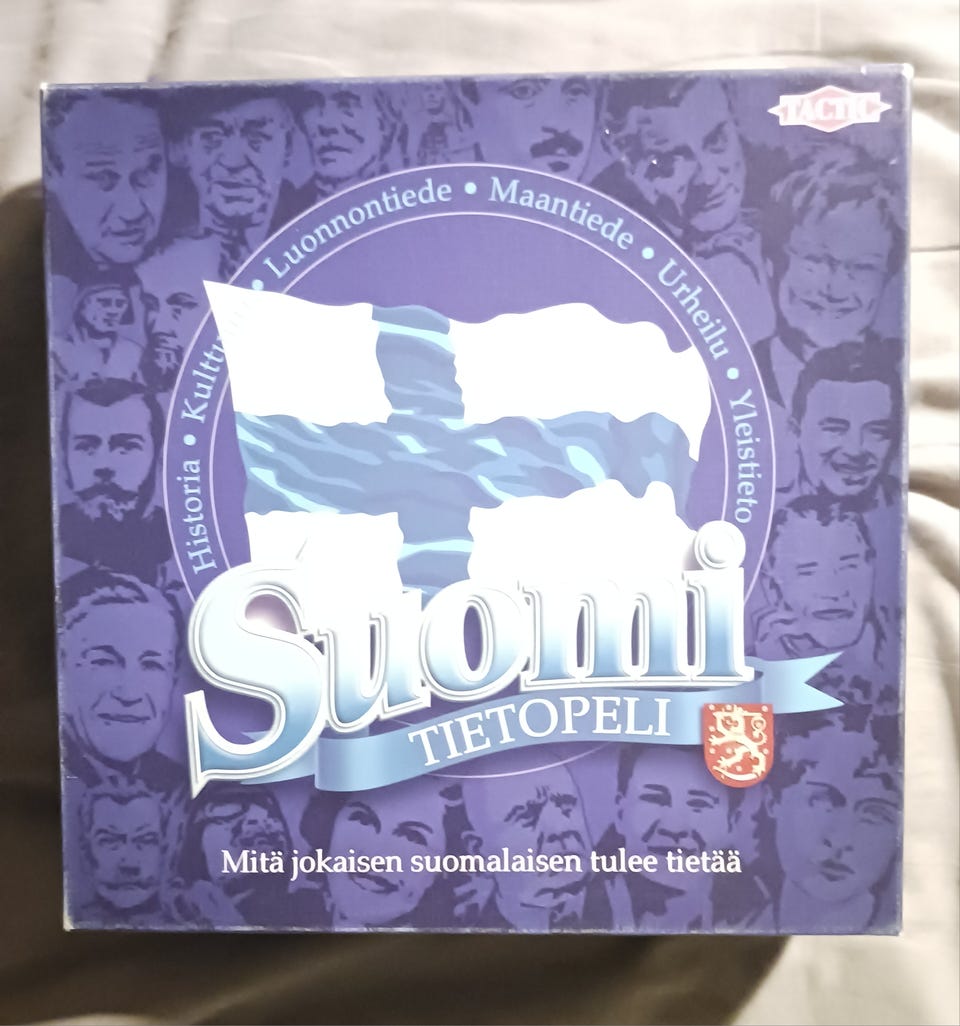 TACTIC
Historia • Kulttuuri • Luonnontiede • Maantiede • Urheilu • Yleistieto
Suomi
TIETOPELI
Mitä jokaisen suomalaisen tulee tietää